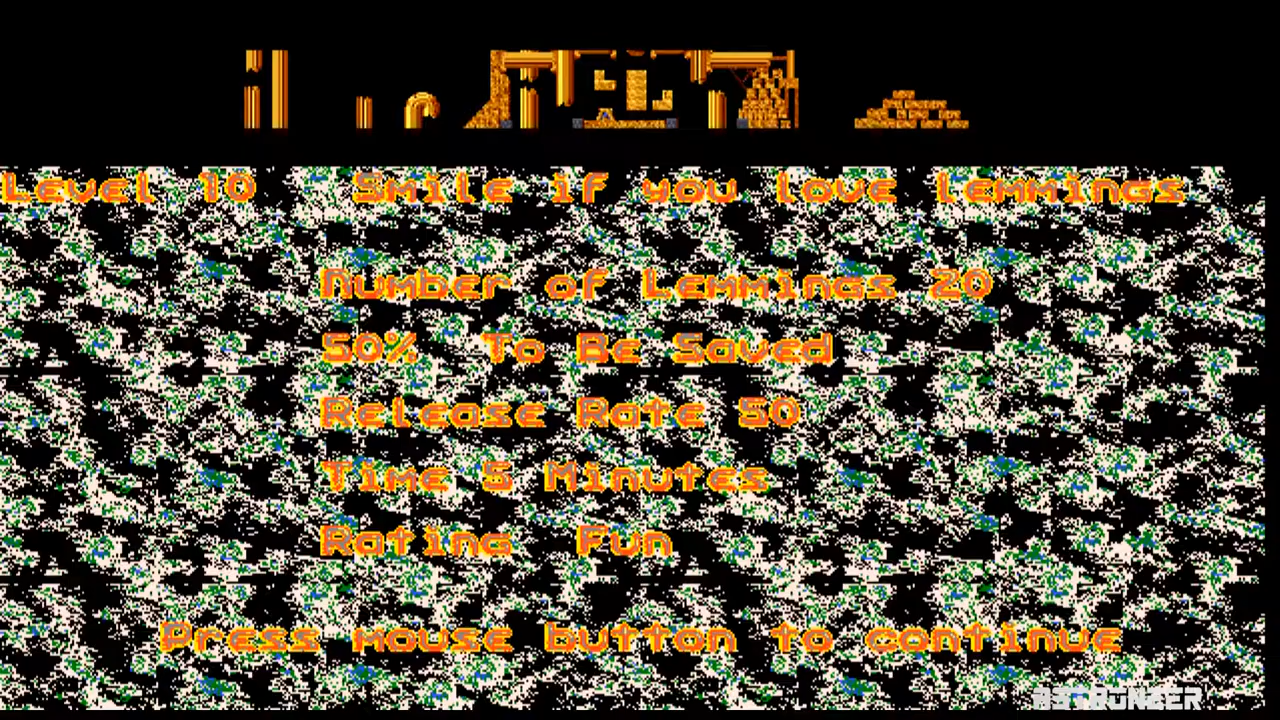 Level 10 Smile if you love lemmings
Number of Lemmings 20
50% To Be Saved
Release Rate 50
Time 5 Minutes
Rating Fun
Press mouse button to continue